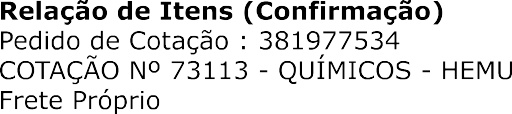 Relação de Itens (Confirmação)
Pedido de Cotação : 381977534
COTAÇÃO Nº 73113 - QUÍMICOS - HEMU
Frete Próprio